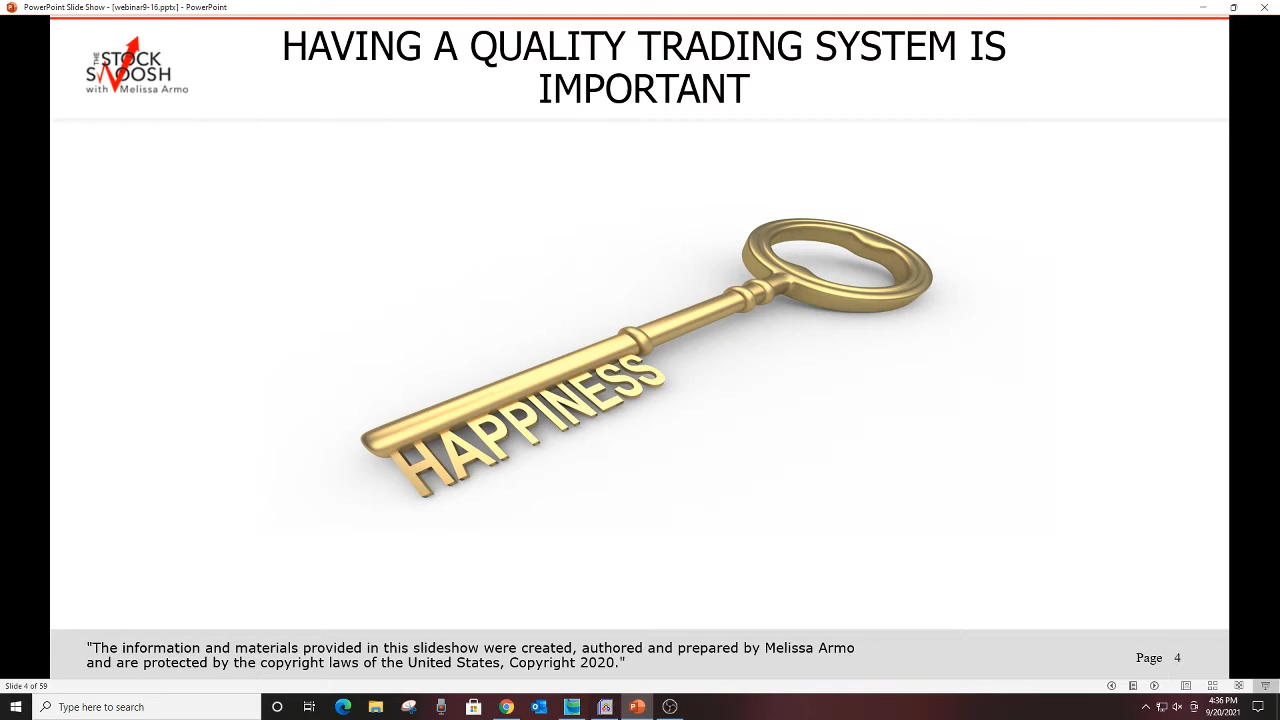 PowerPoint Slide Show - [webinar9-16.pptx] - PowerPoint
THE
STOCK
SWOOSH
with Melissa Armo
HAVING A QUALITY TRADING SYSTEM IS
IMPORTANT
HAPPINESS
"The information and materials provided in this slideshow were created, authored and prepared by Melissa Armo
and are protected by the copyright laws of the United States, Copyright 2020."
Page 4
Slide 4 of 59
Type here to search
4:36 PM
9/20/2021